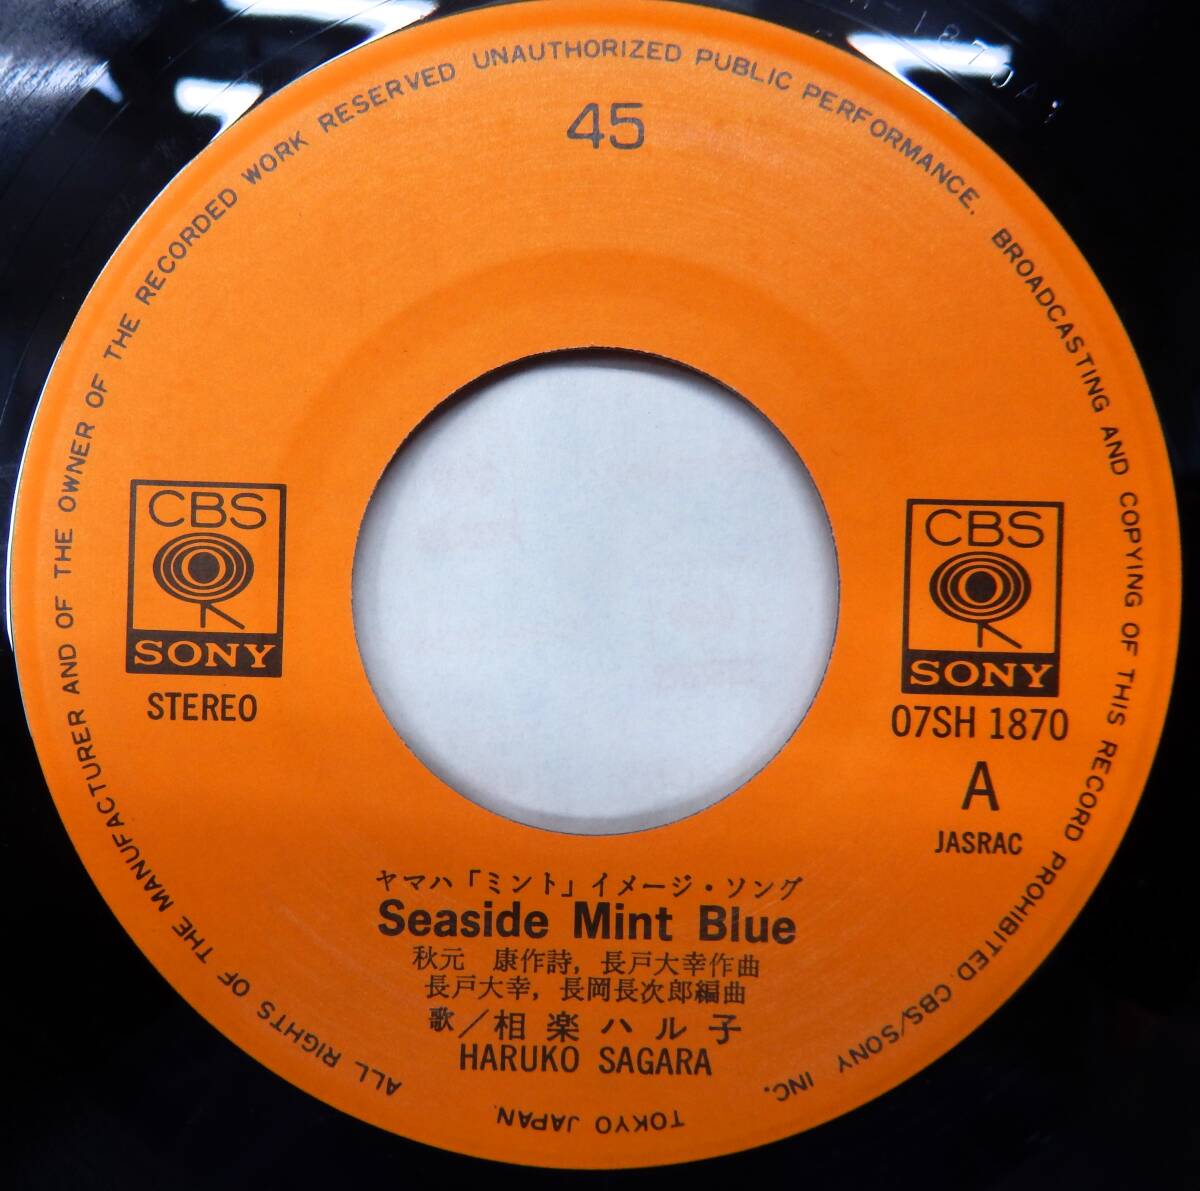 ALL RIGHTS OF THE MANUFACTURER AND OF THE OWNER OF THE RECORDED WORK RESERVED UNAUTHORIZED PUBLIC PERFORMANCE. BROADCASTING AND COPYING OF THIS RECORD PROHIBITED. CBS/SONY INC.
TOKYO JAPAN.
45
CBS
SONY
STEREO
CBS
SONY
07SH 1870
A
JASRAC
ヤマハ「ミント」イメージ・ソング
Seaside Mint Blue
秋元 康作詩, 長戸大幸作曲
長戸大幸, 長岡長次郎編曲
歌/相楽ハル子
HARUKO SAGARA